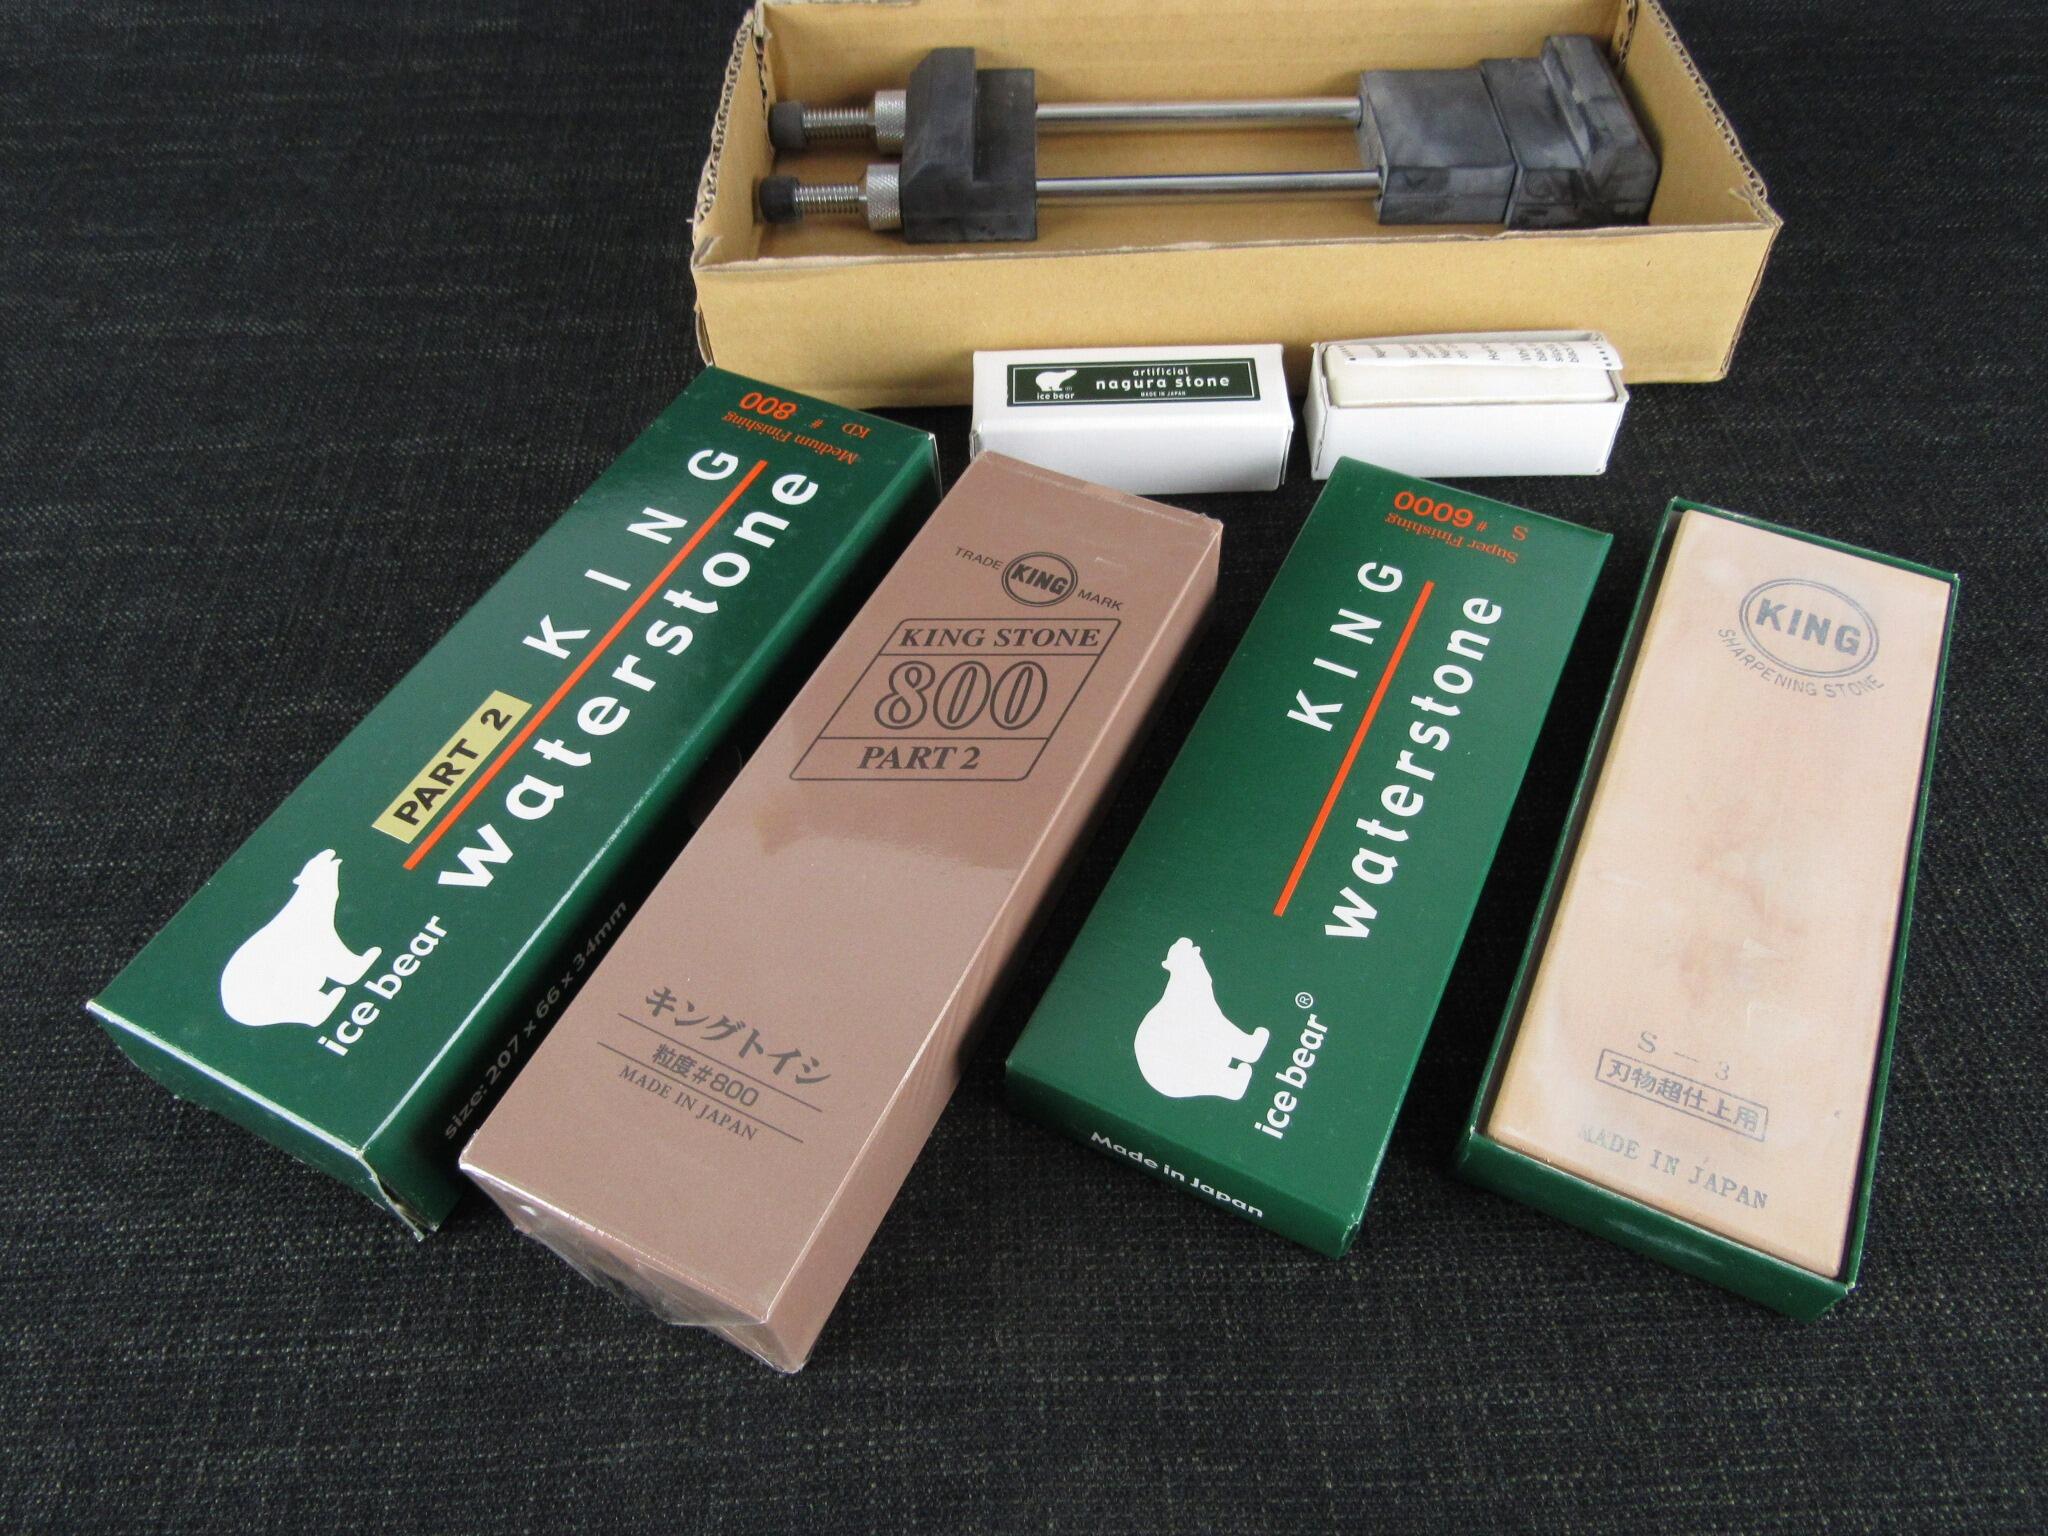 artificial
nagura stone
MADE IN JAPAN
ice bear
KD # 800
Medium Finishing
KING
waterstone
PART 2
ice bear
size: 207 x 66 x 34mm
TRADE KING MARK
KING STONE
800
PART 2
キングトイシ
粒度#800
MADE IN JAPAN
S # 6000
Super Finishing
KING
waterstone
ice bear®
Made in Japan
KING
SHARPENING STONE
S-3
刃物超仕上用
MADE IN JAPAN